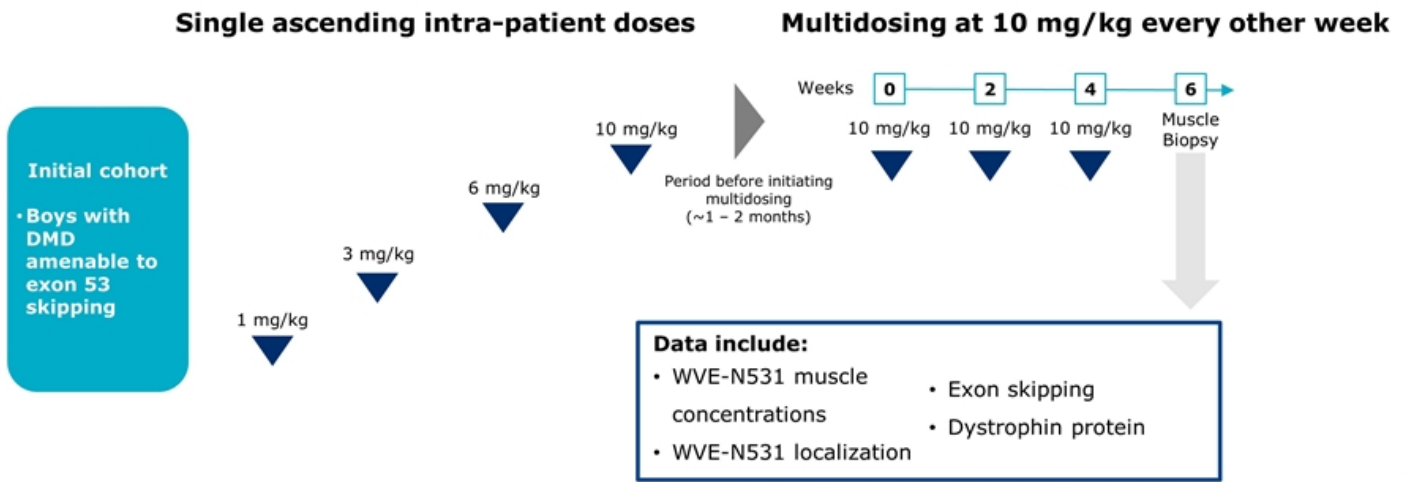 Single ascending intra-patient doses
Multidosing at 10 mg/kg every other week
Initial cohort
• Boys with
DMD
amenable to
exon 53
skipping
1 mg/kg
3 mg/kg
6 mg/kg
10 mg/kg
Period before initiating
multidosing
(~1 – 2 months)
Weeks 0 2 4 6
10 mg/kg 10 mg/kg 10 mg/kg
Muscle
Biopsy
Data include:
• WVE-N531 muscle
concentrations
• WVE-N531 localization
• Exon skipping
• Dystrophin protein